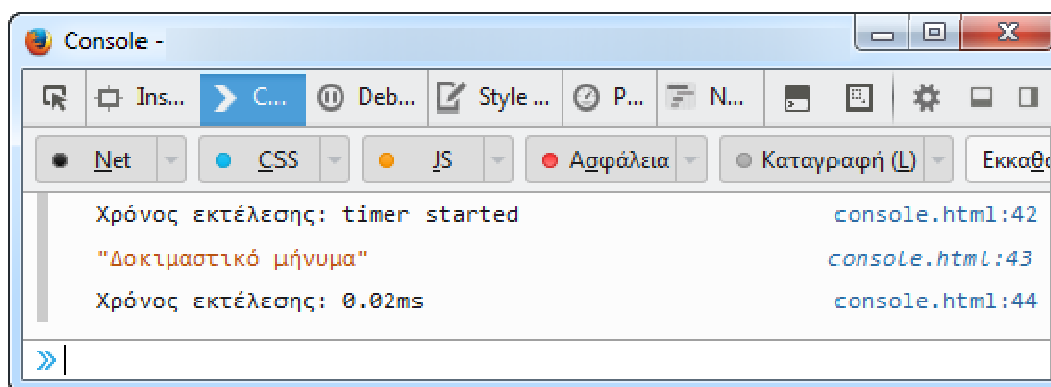 Console -
Ins... C... Deb... Style ... P... N...
Net CSS JS Ασφάλεια Καταγραφή (L) Εκκαθα
Χρόνος εκτέλεσης: timer started console.html:42
"Δοκιμαστικό μήνυμα" console.html:43
Χρόνος εκτέλεσης: 0.02ms console.html:44